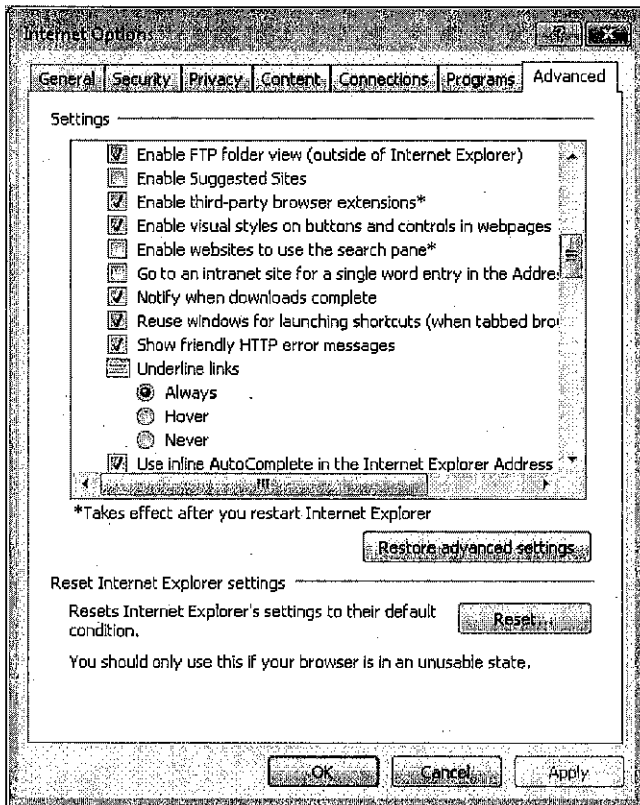 Internet Options
General Security Privacy Content Connections Programs Advanced
Settings
Enable FTP folder view (outside of Internet Explorer)
Enable Suggested Sites
Enable third-party browser extensions*
Enable visual styles on buttons and controls in webpages
Enable websites to use the search pane*
Go to an intranet site for a single word entry in the Addre
Notify when downloads complete
Reuse windows for launching shortcuts (when tabbed bro
Show friendly HTTP error messages
Underline links
Always
Hover
Never
Use inline AutoComplete in the Internet Explorer Address
*Takes effect after you restart Internet Explorer
Restore advanced settings
Reset Internet Explorer settings
Resets Internet Explorer's settings to their default
condition.
Reset...
You should only use this if your browser is in an unusable state.
OK Cancel Apply